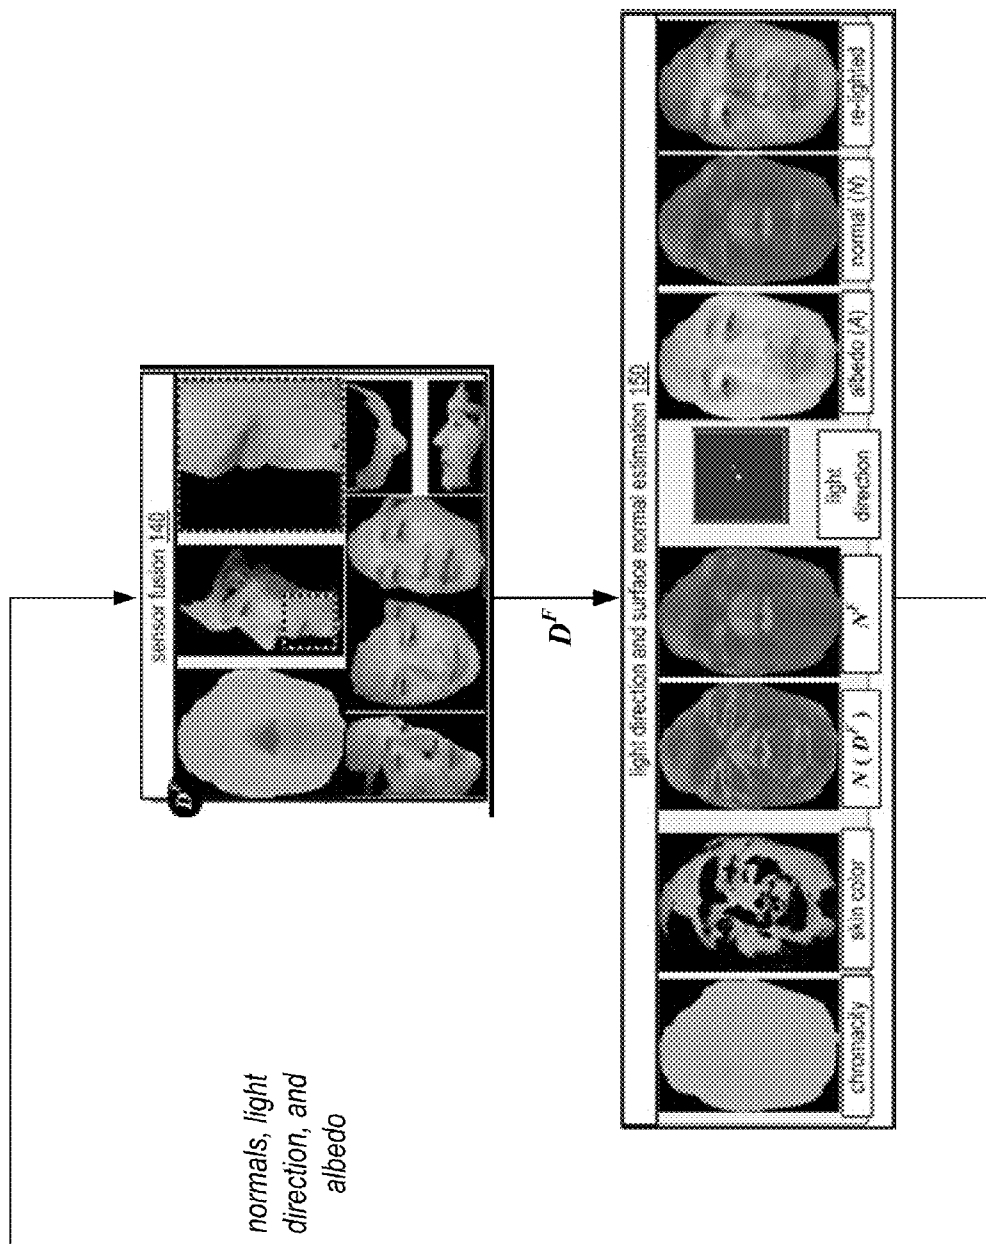 sensor fusion 140
D^F
D^F
light direction and surface normal estimation 150
chromacity
skin color
N ( D^F )
N^F
light
direction
albedo (A)
normal (N)
re-lighted
normals, light
direction, and
albedo